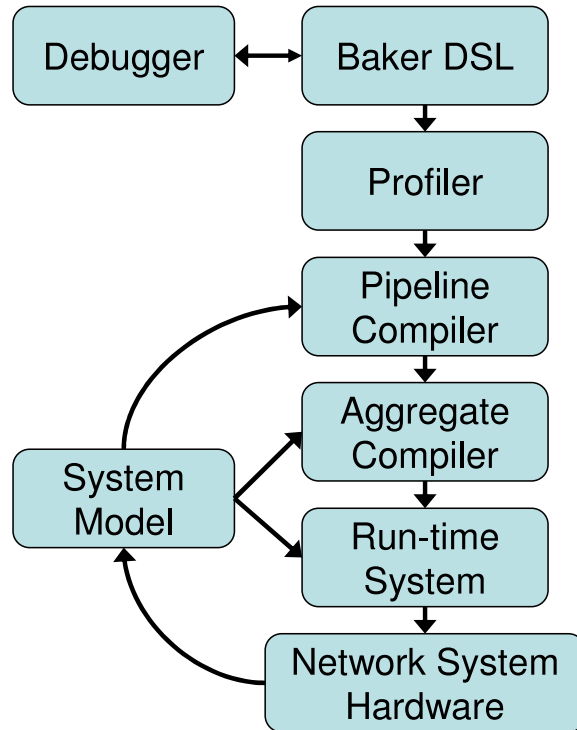 Debugger
Baker DSL
Profiler
Pipeline
Compiler
Aggregate
Compiler
System
Model
Run-time
System
Network System
Hardware